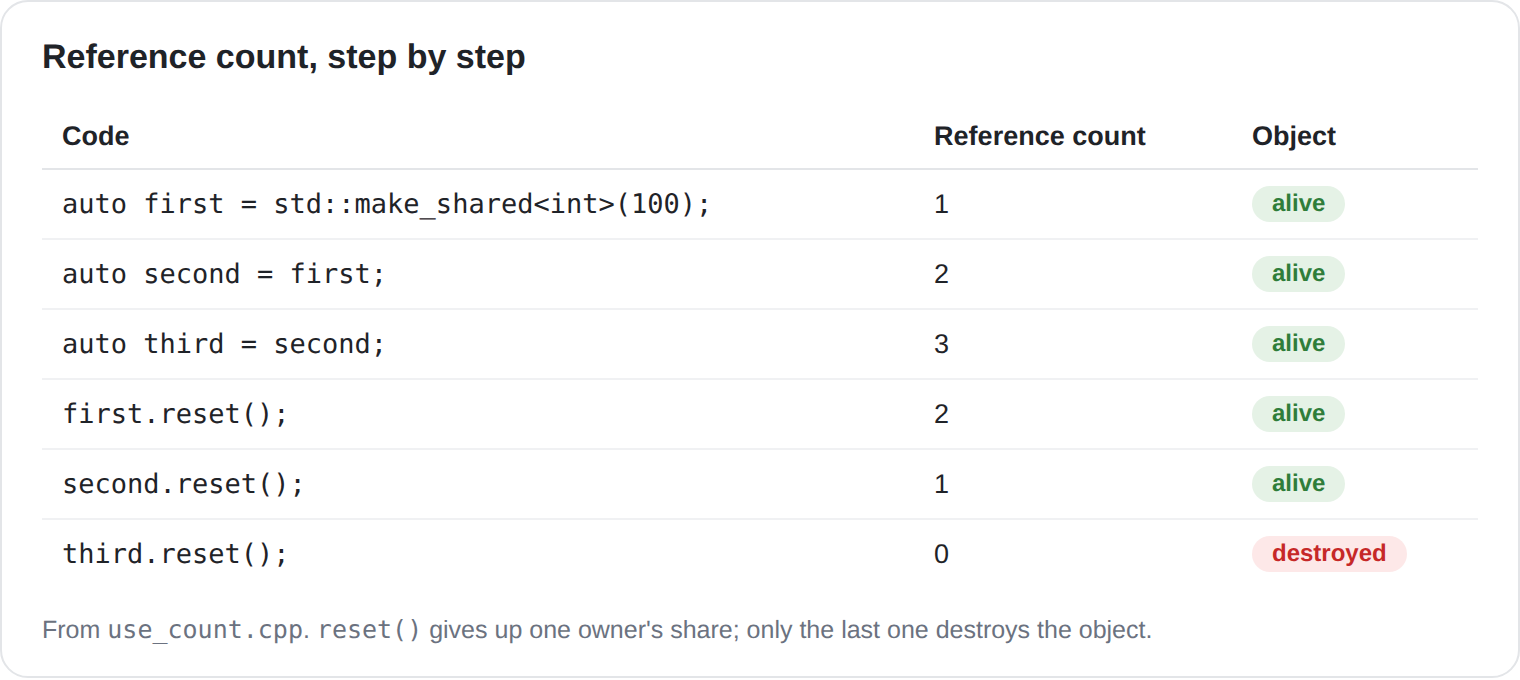 Reference count, step by step
Code Reference count Object
auto first = std::make_shared<int>(100); 1 alive
auto second = first; 2 alive
auto third = second; 3 alive
first.reset(); 2 alive
second.reset(); 1 alive
third.reset(); 0 destroyed
From use_count.cpp. reset() gives up one owner's share; only the last one destroys the object.